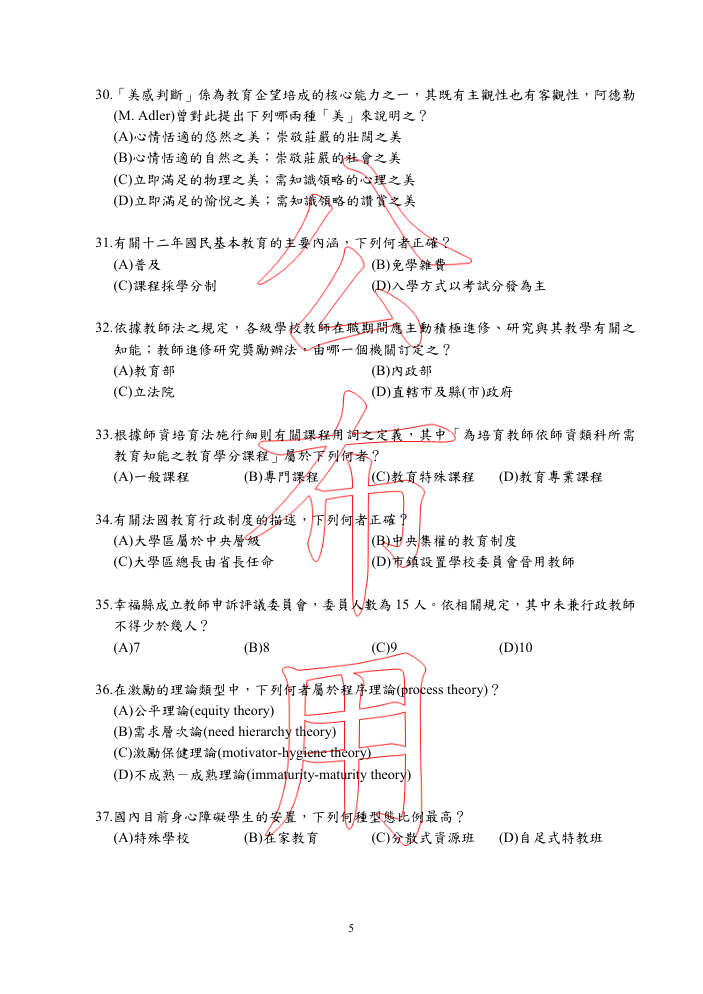 30.「美感判斷」係為教育企望培成的核心能力之一，其既有主觀性也有客觀性，阿德勒
(M. Adler)曾對此提出下列哪兩種「美」來說明之？
(A)心情恬適的悠然之美；崇敬莊嚴的壯闊之美
(B)心情恬適的自然之美；崇敬莊嚴的社會之美
(C)立即滿足的物理之美；需知識領略的心理之美
(D)立即滿足的愉悅之美；需知識領略的讚賞之美
31.有關十二年國民基本教育的主要內涵，下列何者正確？
(A)普及 (B)免學雜費
(C)課程採學分制 (D)入學方式以考試分發為主
32.依據教師法之規定，各級學校教師在職期間應主動積極進修、研究與其教學有關之
知能；教師進修研究獎勵辦法，由哪一個機關訂定之？
(A)教育部 (B)內政部
(C)立法院 (D)直轄市及縣(市)政府
33.根據師資培育法施行細則有關課程用詞之定義，其中「為培育教師依師資類科所需
教育知能之教育學分課程」屬於下列何者？
(A)一般課程 (B)專門課程 (C)教育特殊課程 (D)教育專業課程
34.有關法國教育行政制度的描述，下列何者正確？
(A)大學區屬於中央層級 (B)中央集權的教育制度
(C)大學區總長由省長任命 (D)市鎮設置學校委員會晉用教師
35.幸福縣成立教師申訴評議委員會，委員人數為 15 人。依相關規定，其中未兼行政教師
不得少於幾人？
(A)7 (B)8 (C)9 (D)10
36.在激勵的理論類型中，下列何者屬於程序理論(process theory)？
(A)公平理論(equity theory)
(B)需求層次論(need hierarchy theory)
(C)激勵保健理論(motivator-hygiene theory)
(D)不成熟－成熟理論(immaturity-maturity theory)
37.國內目前身心障礙學生的安置，下列何種型態比例最高？
(A)特殊學校 (B)在家教育 (C)分散式資源班 (D)自足式特教班
公
布
用
5